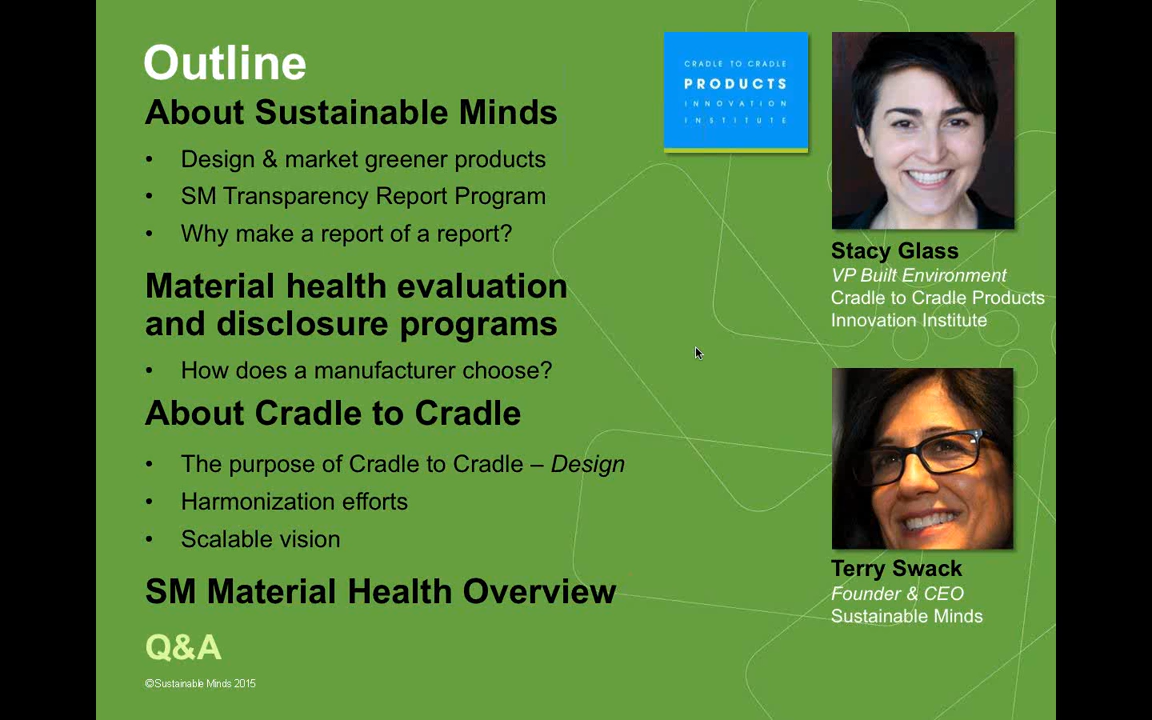 Outline
About Sustainable Minds
• Design & market greener products
• SM Transparency Report Program
• Why make a report of a report?
Material health evaluation
and disclosure programs
• How does a manufacturer choose?
About Cradle to Cradle
• The purpose of Cradle to Cradle – Design
• Harmonization efforts
• Scalable vision
SM Material Health Overview
Q&A
©Sustainable Minds 2015
CRADLE TO CRADLE
PRODUCTS
INNOVATION
INSTITUTE
Stacy Glass
VP Built Environment
Cradle to Cradle Products
Innovation Institute
Terry Swack
Founder & CEO
Sustainable Minds